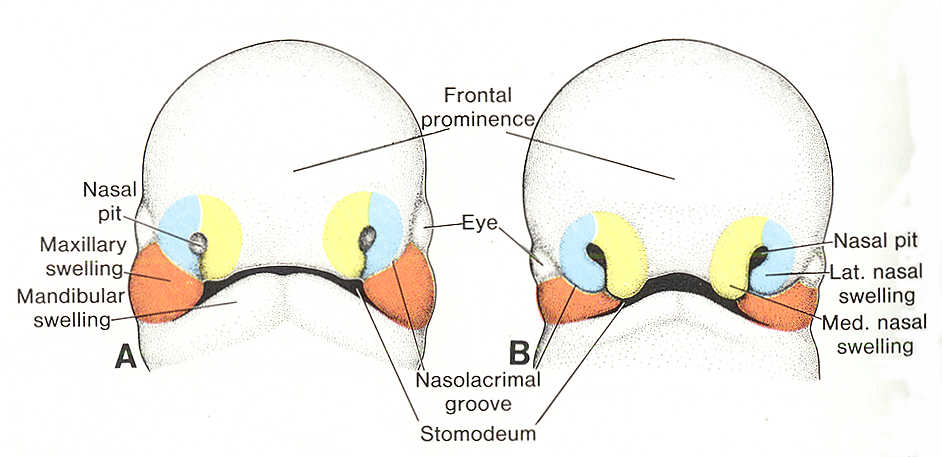 Frontal
prominence
Nasal
pit
Maxillary
swelling
Mandibular
swelling
Eye
Nasal pit
Lat. nasal
swelling
Med. nasal
swelling
A
B
Nasolacrimal
groove
Stomodeum